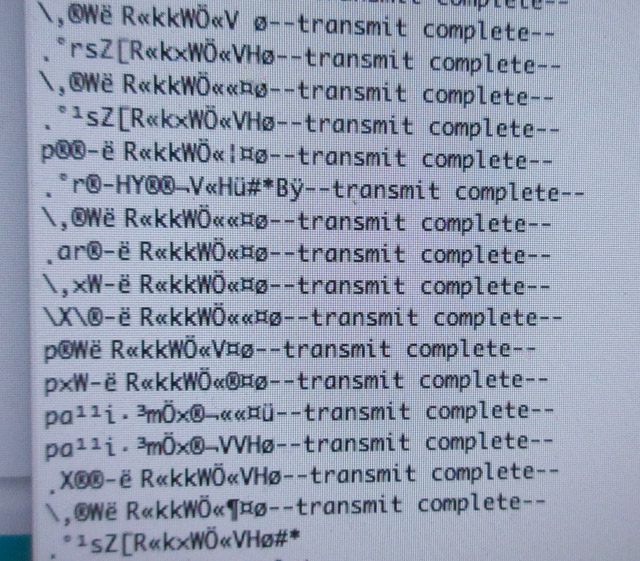 complete--
\¸®Wë R«kkWÖ«V ø--transmit complete--
¸°rsZ[R«kxWÖ«VHø--transmit complete--
\¸®Wë R«kkWÖ««¤ø--transmit complete--
¸°¹sZ[R«kxWÖ«VHø--transmit complete--
p®®-ë R«kkWÖ«¦¤ø--transmit complete--
¸°r®-HY®®¬V«Hü#*Bÿ--transmit complete--
\¸®Wë R«kkWÖ««¤ø--transmit complete--
¸ar®-ë R«kkWÖ««¤ø--transmit complete--
\¸xW-ë R«kkWÖ««¤ø--transmit complete--
\X\®-ë R«kkWÖ««¤ø--transmit complete--
p®Wë R«kkWÖ«V¤ø--transmit complete--
pxW-ë R«kkWÖ«®¤ø--transmit complete--
pa¹¹i·³mÖx®¬««¤ü--transmit complete--
pa¹¹i·³mÖx®¬VVHø--transmit complete--
¸X®®-ë R«kkWÖ«VHø--transmit complete--
\¸®Wë R«kkWÖ«¶¤ø--transmit complete--
¸°¹sZ[R«kxWÖ«VHø#*